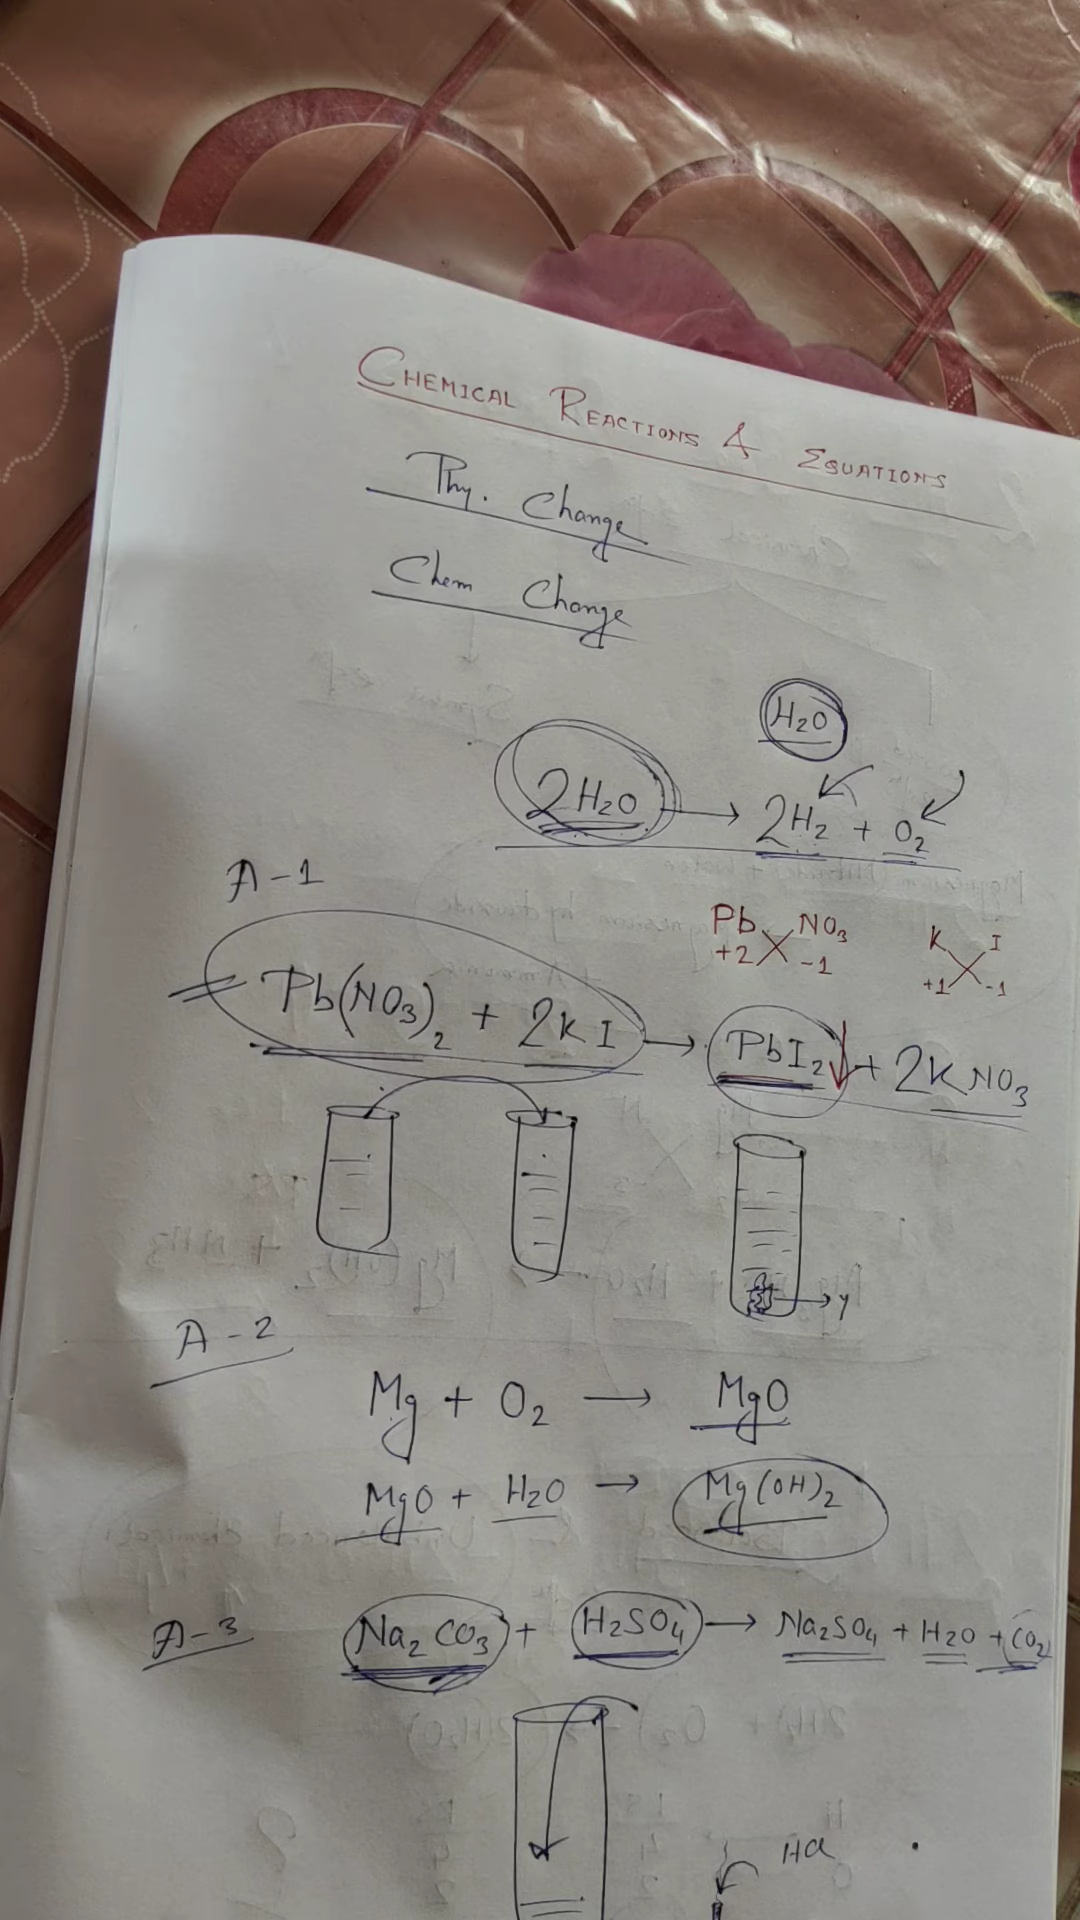 CHEMICAL REACTIONS & EQUATIONS
Phy. Change
Chem Change
H₂O
2H₂O → 2H₂ + O₂
A-1
Pb NO₃
+2 -1
K I
+1 -1
Pb(NO₃)₂ + 2KI → PbI₂↓ + 2KNO₃
→ y
A-2
Mg + O₂ → MgO
MgO + H₂O → Mg(OH)₂
A-3 Na₂CO₃ + H₂SO₄ → Na₂SO₄ + H₂O + CO₂
HCl